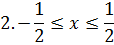 2. -1/2 ≤ x ≤ 1/2